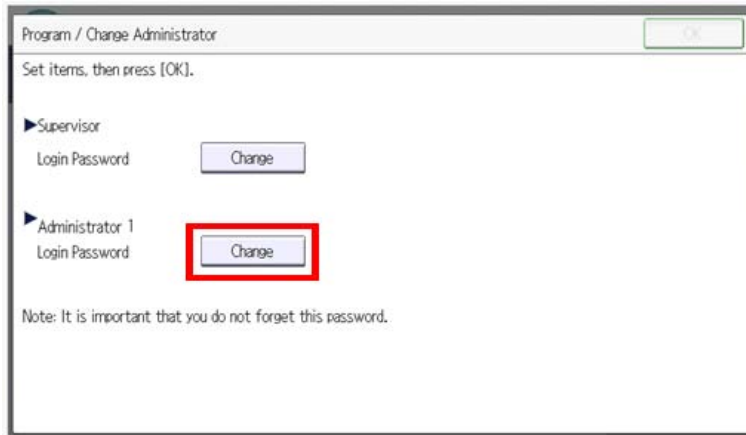 Program / Change Administrator
OK
Set items, then press [OK].
Supervisor
Login Password Change
Administrator 1
Login Password Change
Note: It is important that you do not forget this password.